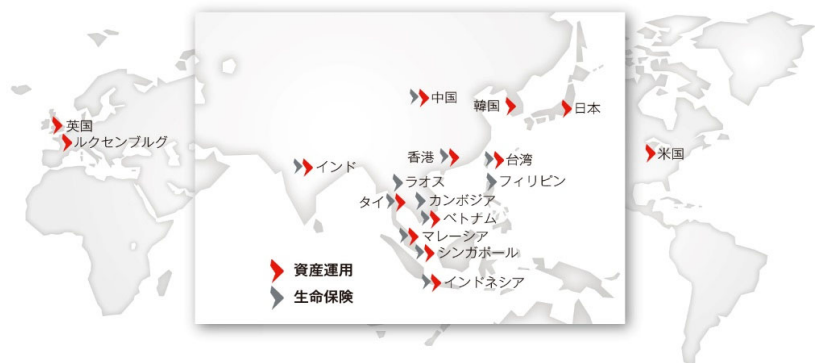 中国
韓国
日本
英国
ルクセンブルグ
香港
台湾
米国
インド
ラオス
フィリピン
タイ
カンボジア
ベトナム
マレーシア
シンガポール
資産運用
インドネシア
生命保険